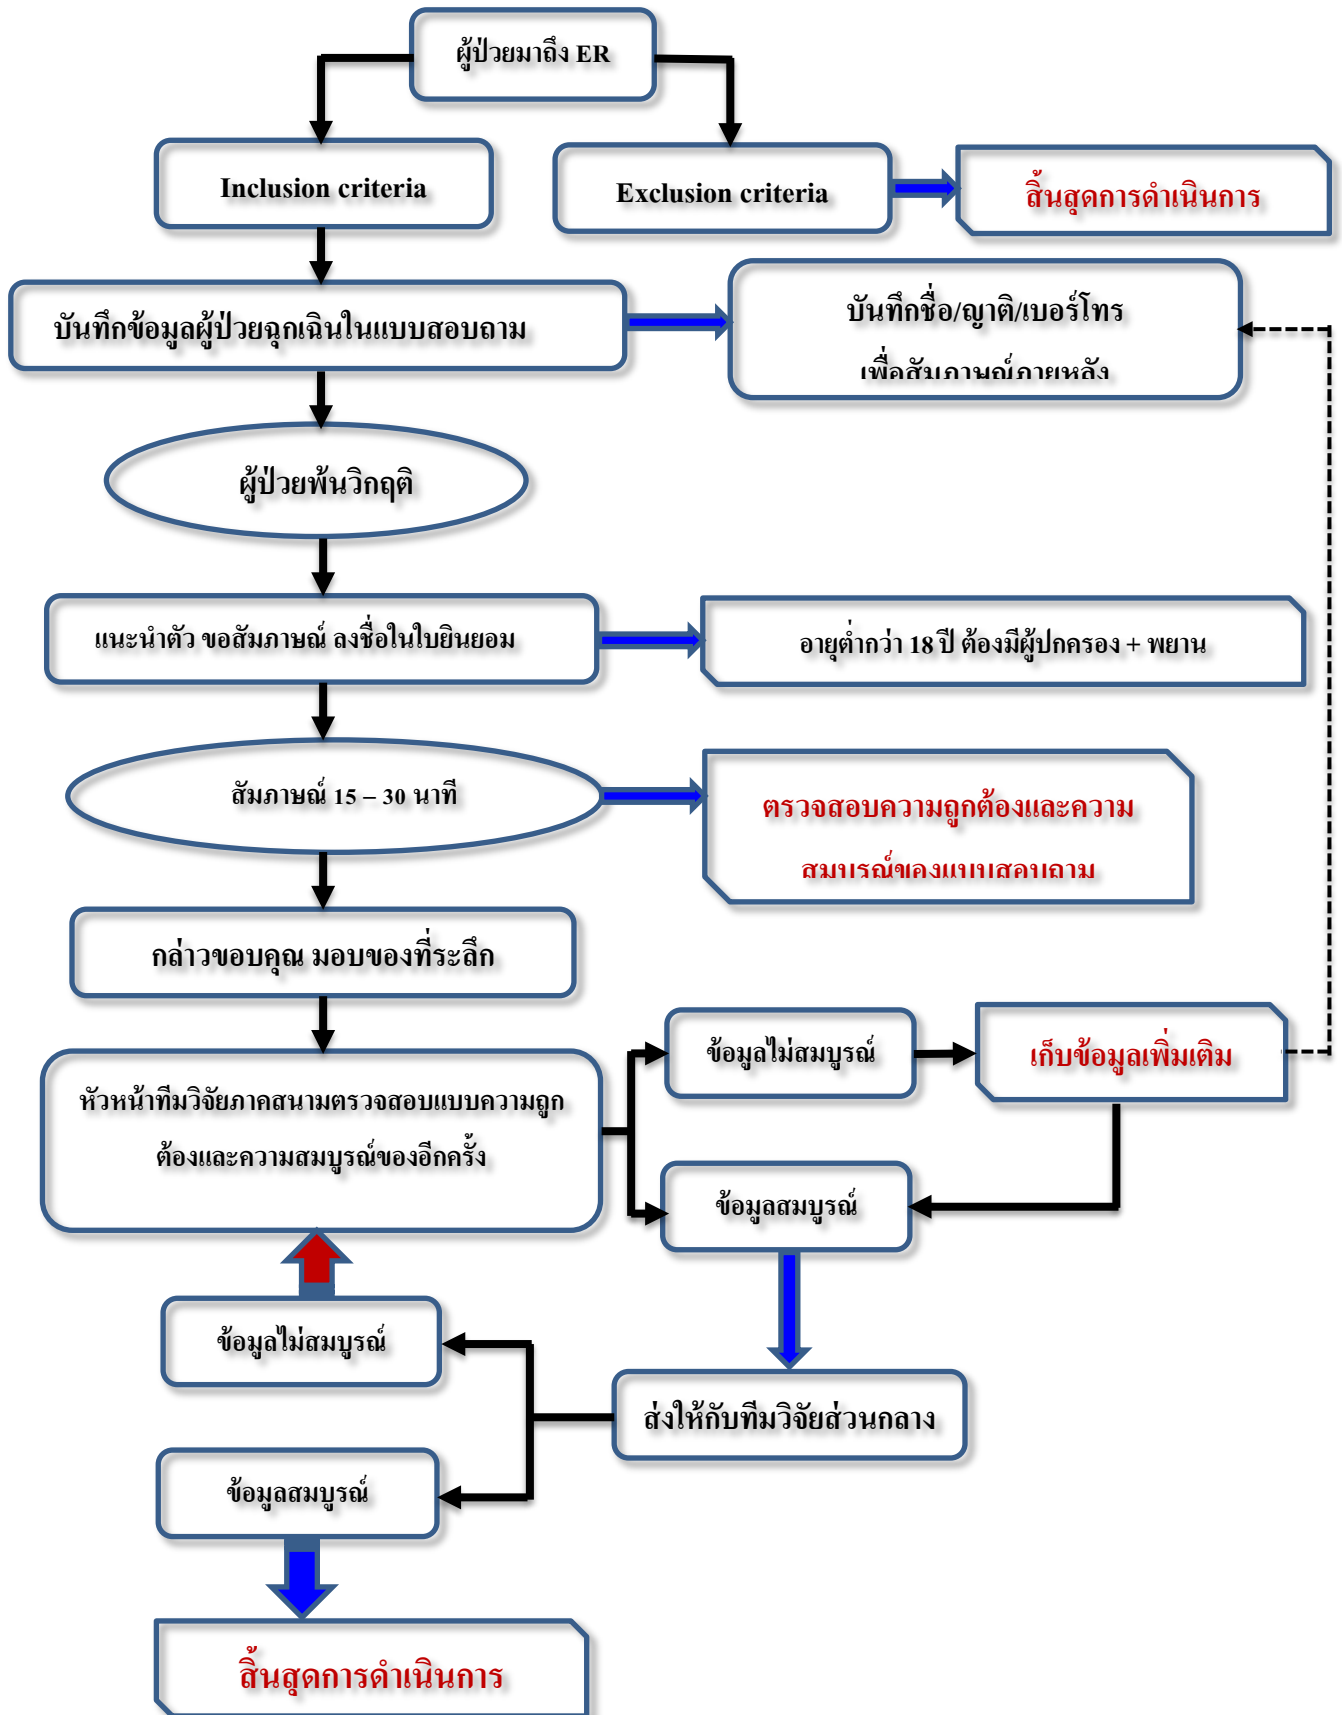 ผู้ป่วยมาถึง ER
Inclusion criteria
Exclusion criteria
สิ้นสุดการดำเนินการ
บันทึกข้อมูลผู้ป่วยฉุกเฉินในแบบสอบถาม
บันทึกชื่อ/ญาติ/เบอร์โทร
เพื่อสัมภาษณ์ภายหลัง
ผู้ป่วยพ้นวิกฤติ
แนะนำตัว ขอสัมภาษณ์ ลงชื่อในใบยินยอม
อายุต่ำกว่า 18 ปี ต้องมีผู้ปกครอง + พยาน
สัมภาษณ์ 15 – 30 นาที
ตรวจสอบความถูกต้องและความ
สมบูรณ์ของแบบสอบถาม
กล่าวขอบคุณ มอบของที่ระลึก
ข้อมูลไม่สมบูรณ์
เก็บข้อมูลเพิ่มเติม
หัวหน้าทีมวิจัยภาคสนามตรวจสอบแบบความถูก
ต้องและความสมบูรณ์ของอีกครั้ง
ข้อมูลสมบูรณ์
ข้อมูลไม่สมบูรณ์
ส่งให้กับทีมวิจัยส่วนกลาง
ข้อมูลสมบูรณ์
สิ้นสุดการดำเนินการ